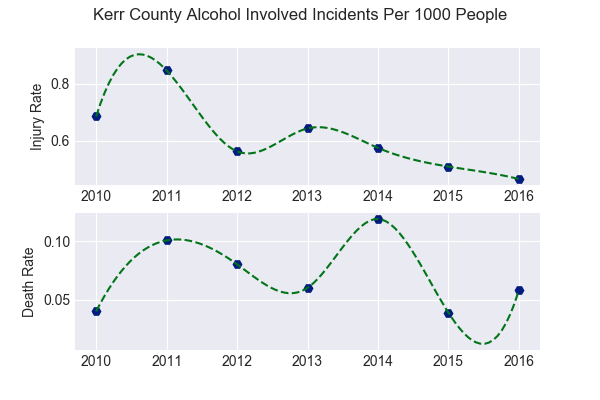 Kerr County Alcohol Involved Incidents Per 1000 People
Injury Rate
0.8
0.6
2010 2011 2012 2013 2014 2015 2016
Death Rate
0.10
0.05
2010 2011 2012 2013 2014 2015 2016